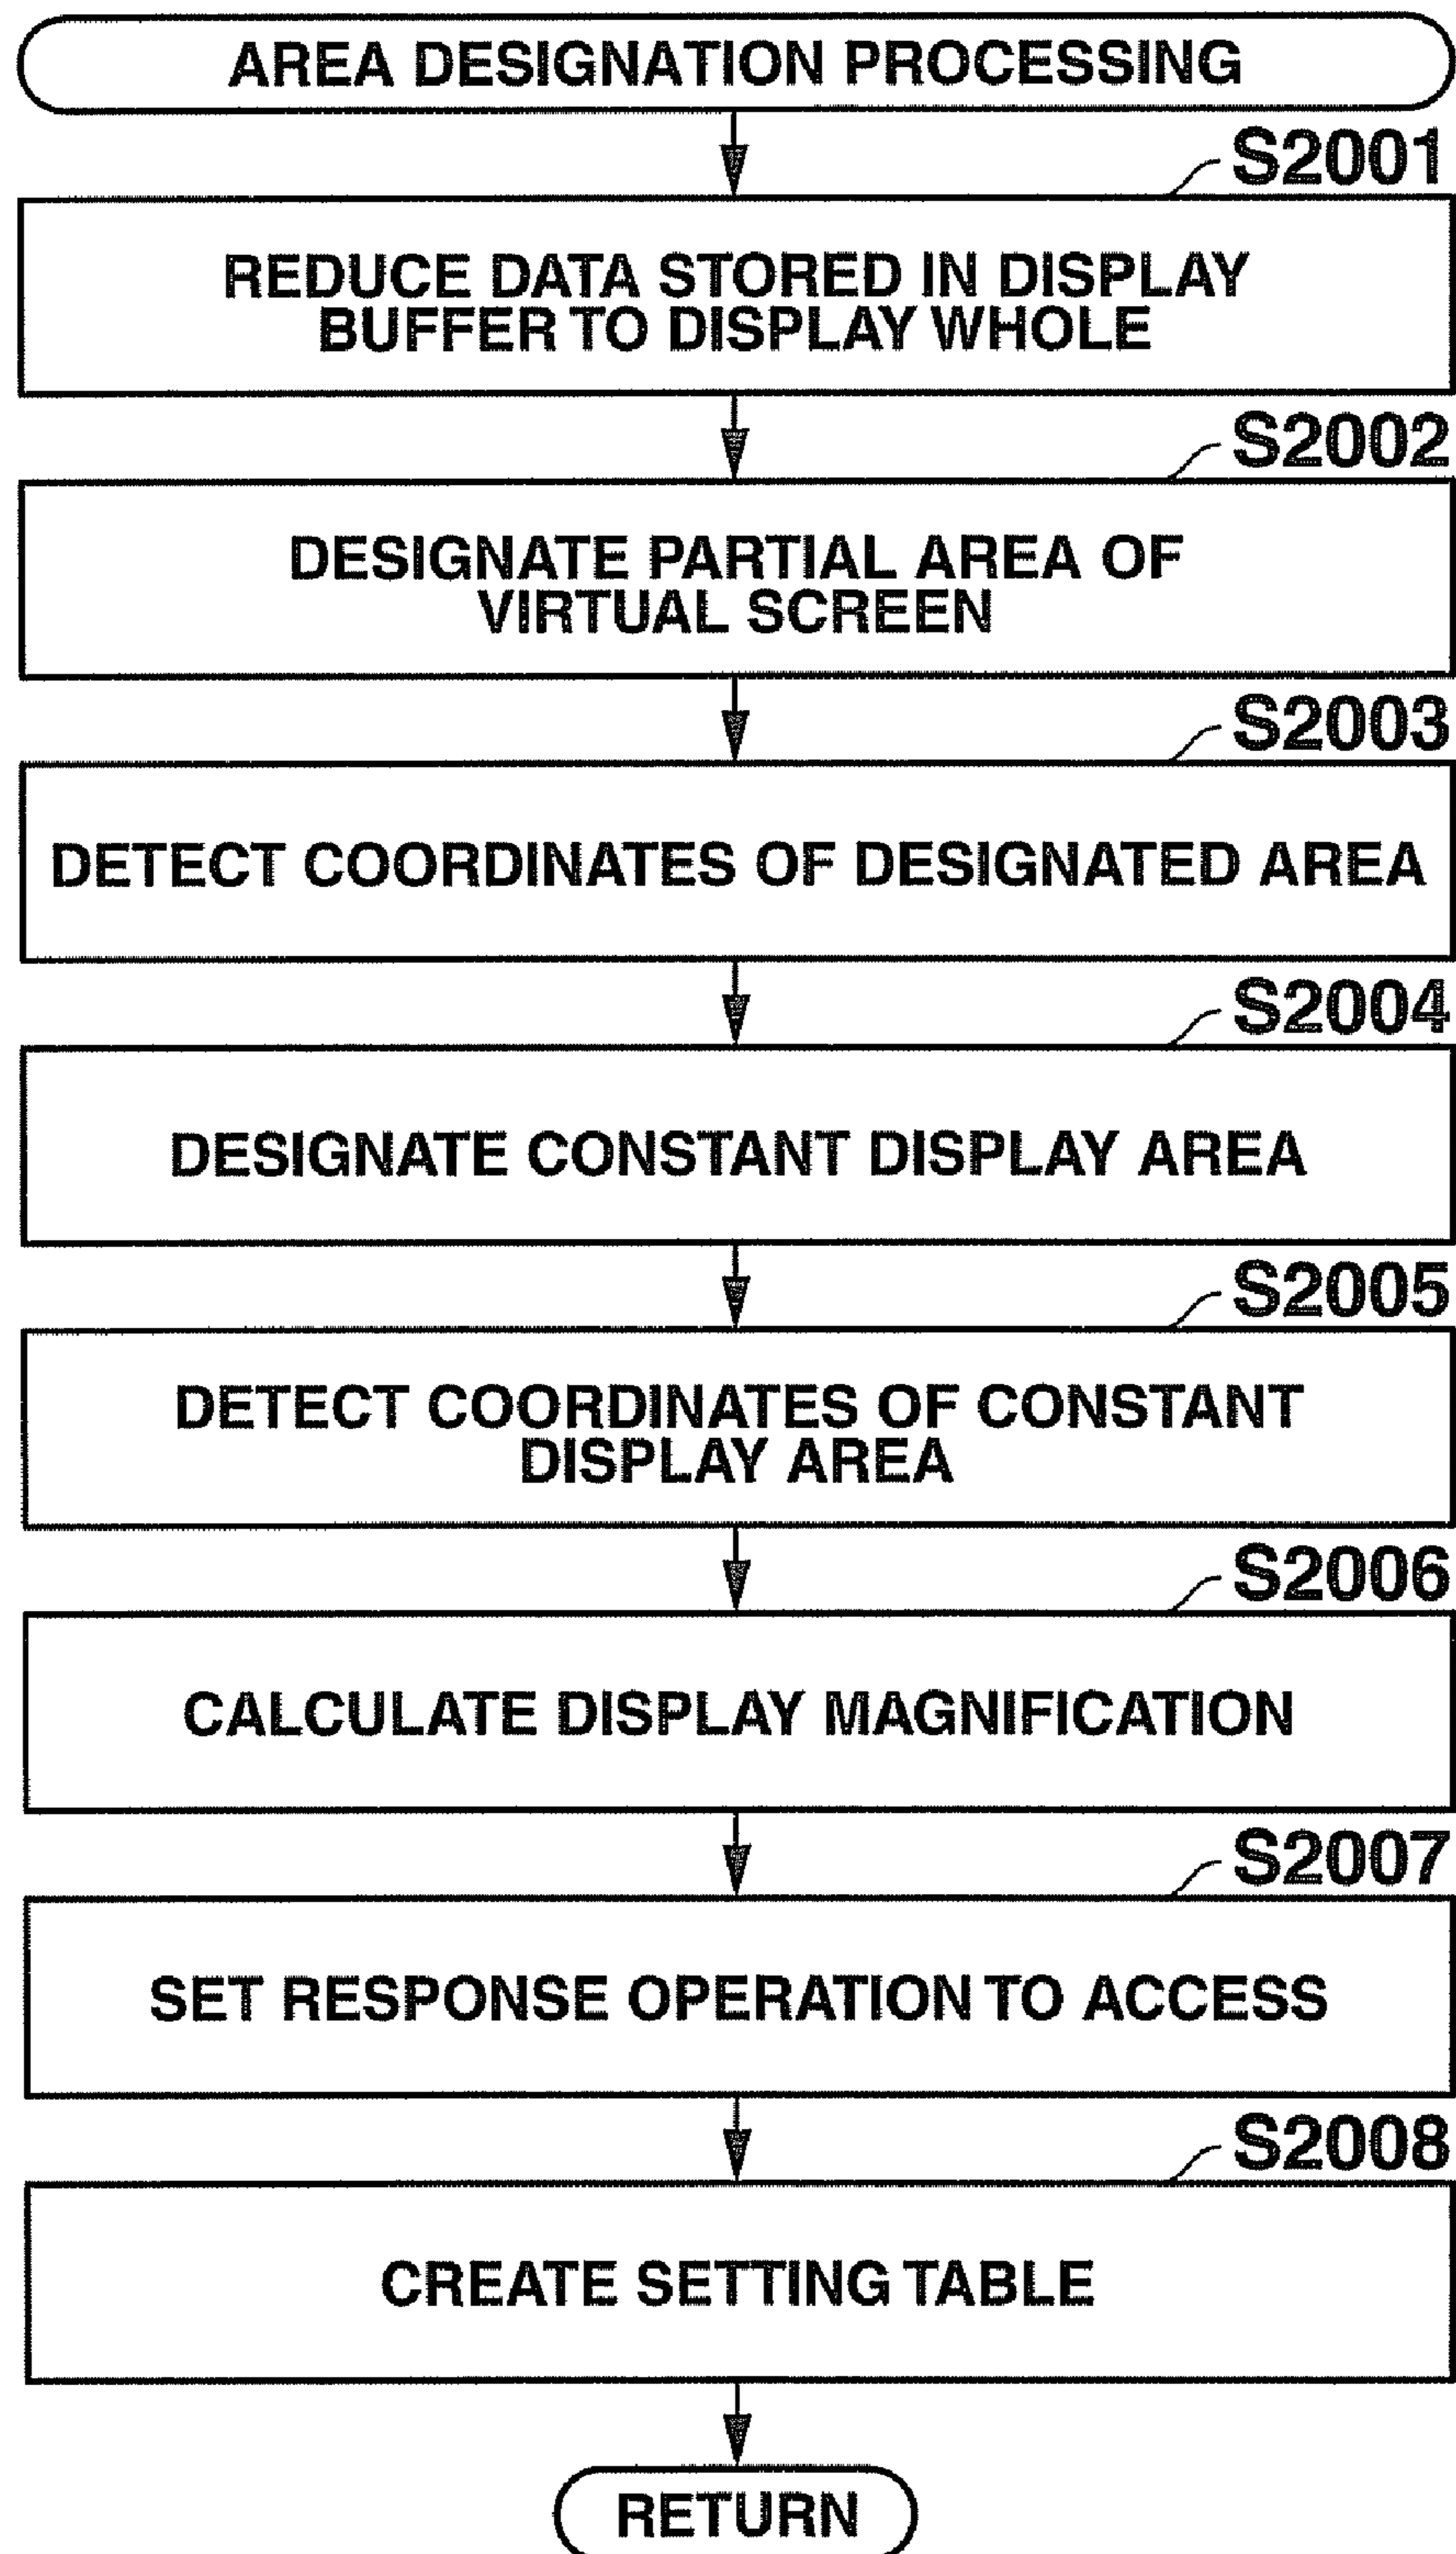 AREA DESIGNATION PROCESSING
S2001
REDUCE DATA STORED IN DISPLAY
BUFFER TO DISPLAY WHOLE
S2002
DESIGNATE PARTIAL AREA OF
VIRTUAL SCREEN
S2003
DETECT COORDINATES OF DESIGNATED AREA
S2004
DESIGNATE CONSTANT DISPLAY AREA
S2005
DETECT COORDINATES OF CONSTANT
DISPLAY AREA
S2006
CALCULATE DISPLAY MAGNIFICATION
S2007
SET RESPONSE OPERATION TO ACCESS
S2008
CREATE SETTING TABLE
RETURN